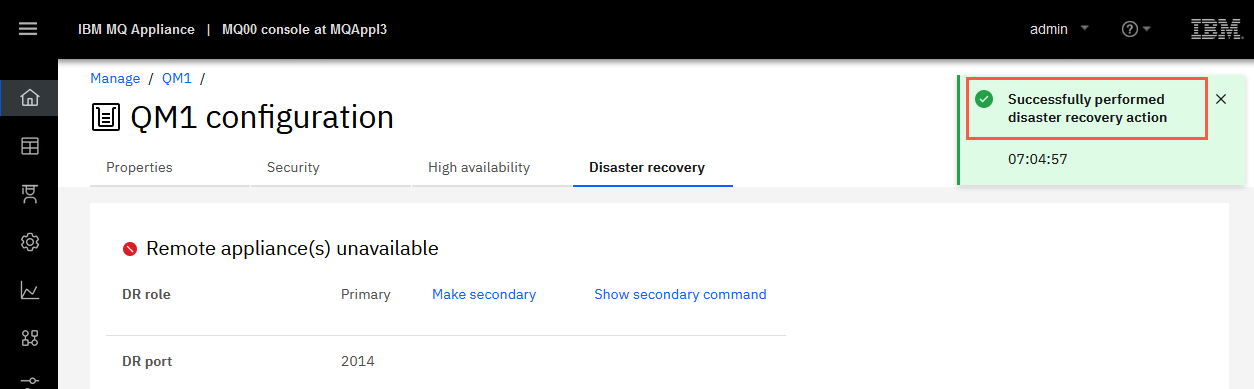 IBM MQ Appliance | MQ00 console at MQAppl3
admin
IBM
Manage / QM1 /
QM1 configuration
Successfully performed
disaster recovery action
07:04:57
Properties
Security
High availability
Disaster recovery
Remote appliance(s) unavailable
DR role Primary Make secondary Show secondary command
DR port 2014